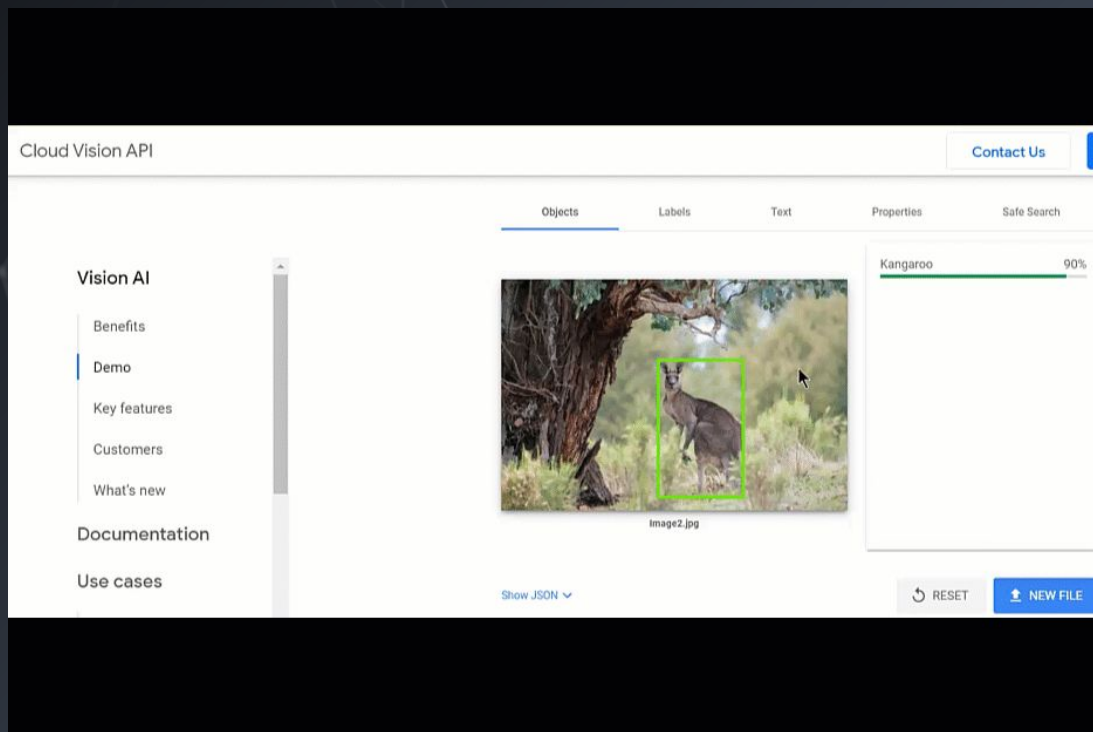 Cloud Vision API
Contact Us
Objects Labels Text Properties Safe Search
Vision AI
Benefits
Demo
Key features
Customers
What's new
Documentation
Use cases
Kangaroo 90%
Image2.jpg
Show JSON
RESET
NEW FILE